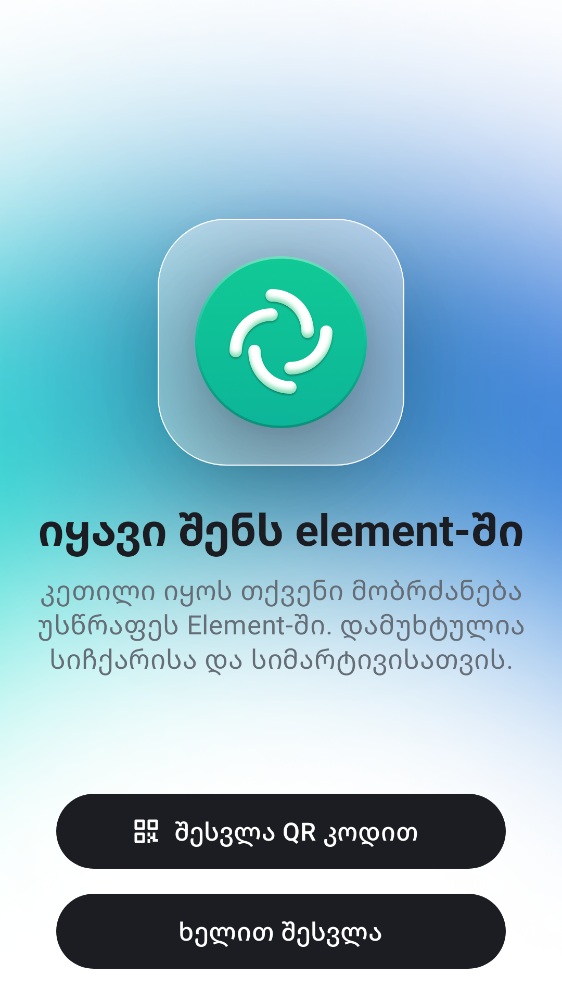 იყავი შენს element-ში
კეთილი იყოს თქვენი მობრძანება
უსწრაფეს Element-ში. დამუხტულია
სიჩქარისა და სიმარტივისათვის.
შესვლა QR კოდით
ხელით შესვლა